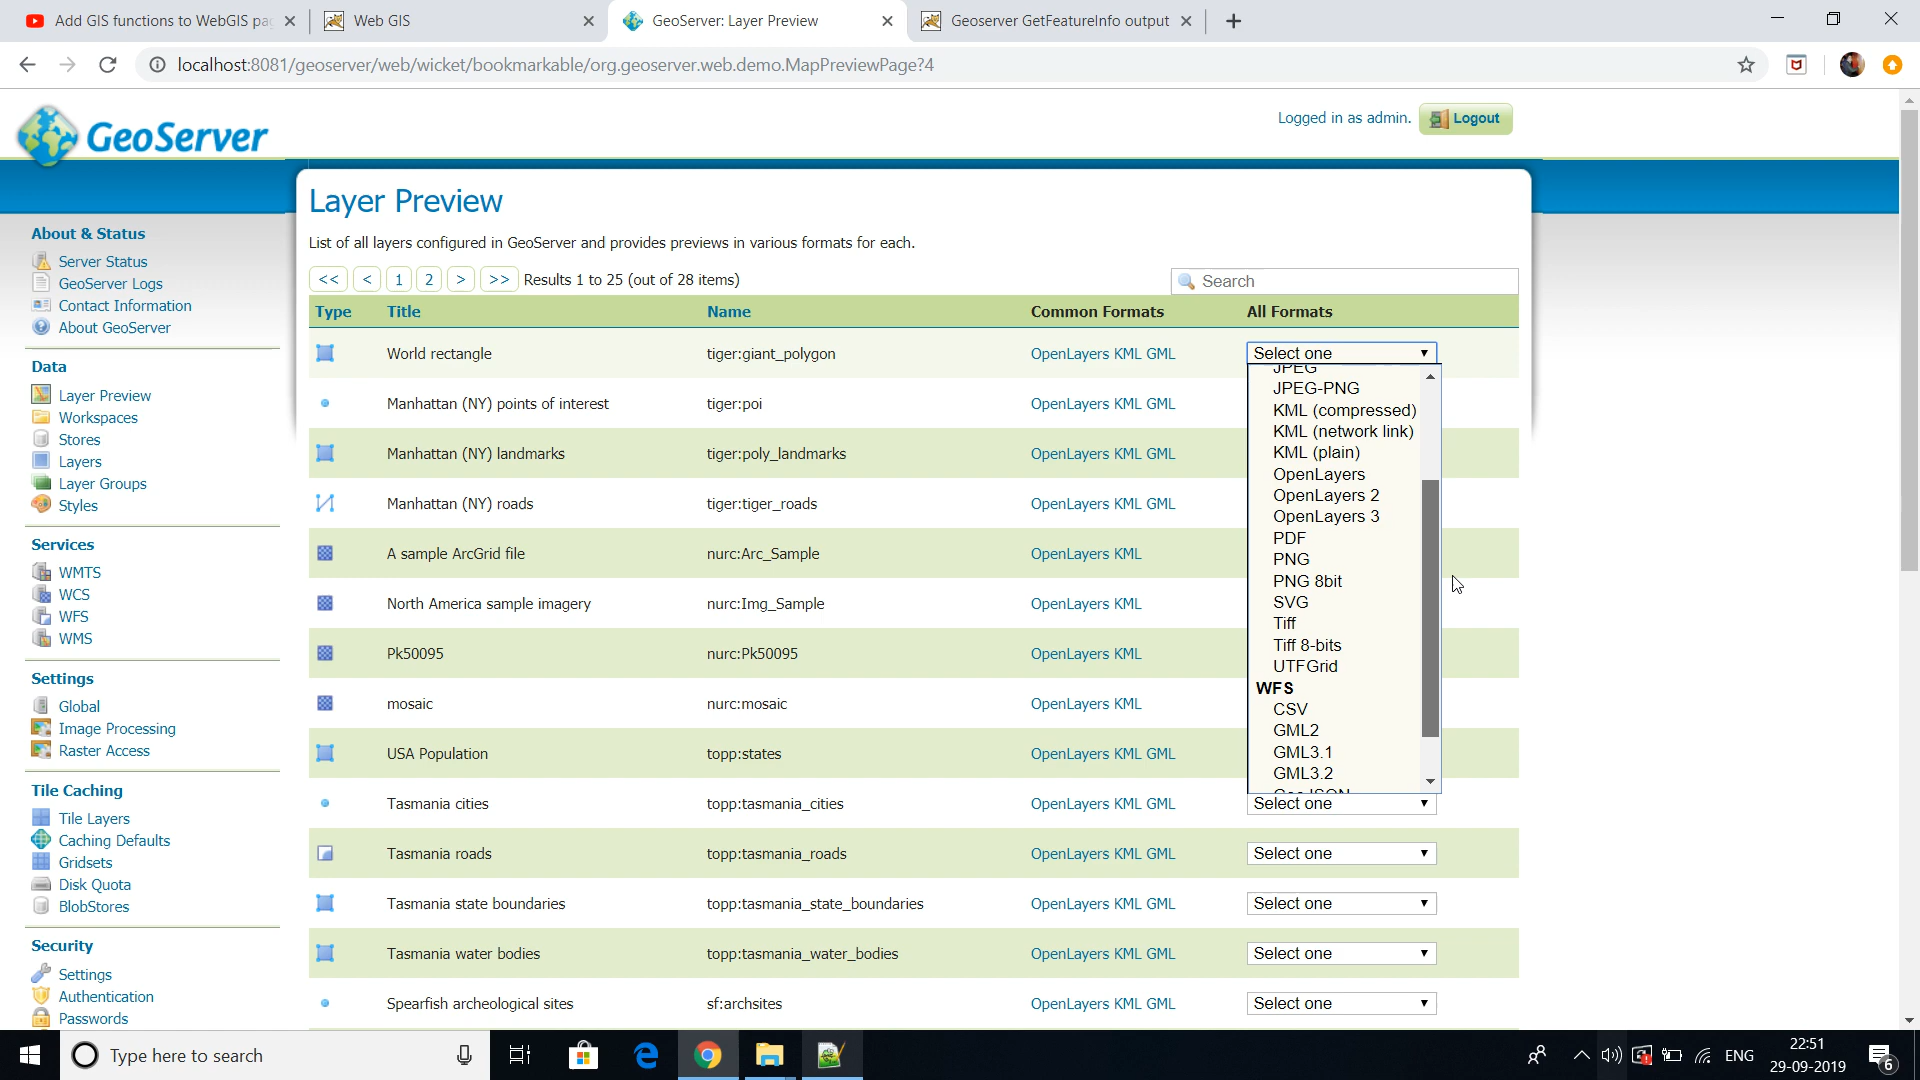 Add GIS functions to WebGIS pa
Web GIS
GeoServer: Layer Preview
Geoserver GetFeatureInfo output
localhost:8081/geoserver/web/wicket/bookmarkable/org.geoserver.web.demo.MapPreviewPage?4
GeoServer
Logged in as admin.
Logout
About & Status
Server Status
GeoServer Logs
Contact Information
About GeoServer
Data
Layer Preview
Workspaces
Stores
Layers
Layer Groups
Styles
Services
WMTS
WCS
WFS
WMS
Settings
Global
Image Processing
Raster Access
Tile Caching
Tile Layers
Caching Defaults
Gridsets
Disk Quota
BlobStores
Security
Settings
Authentication
Passwords
Layer Preview
List of all layers configured in GeoServer and provides previews in various formats for each.
<< < 1 2 > >> Results 1 to 25 (out of 28 items)
Search
Type Title Name Common Formats All Formats
World rectangle tiger:giant_polygon OpenLayers KML GML Select one
Manhattan (NY) points of interest tiger:poi OpenLayers KML GML
Manhattan (NY) landmarks tiger:poly_landmarks OpenLayers KML GML
Manhattan (NY) roads tiger:tiger_roads OpenLayers KML GML
A sample ArcGrid file nurc:Arc_Sample OpenLayers KML
North America sample imagery nurc:Img_Sample OpenLayers KML
Pk50095 nurc:Pk50095 OpenLayers KML
mosaic nurc:mosaic OpenLayers KML
USA Population topp:states OpenLayers KML GML
Tasmania cities topp:tasmania_cities OpenLayers KML GML Select one
Tasmania roads topp:tasmania_roads OpenLayers KML GML Select one
Tasmania state boundaries topp:tasmania_state_boundaries OpenLayers KML GML Select one
Tasmania water bodies topp:tasmania_water_bodies OpenLayers KML GML Select one
Spearfish archeological sites sf:archsites OpenLayers KML GML Select one
JPEG
JPEG-PNG
KML (compressed)
KML (network link)
KML (plain)
OpenLayers
OpenLayers 2
OpenLayers 3
PDF
PNG
PNG 8bit
SVG
Tiff
Tiff 8-bits
UTFGrid
WFS
CSV
GML2
GML3.1
GML3.2
GeoJSON
Type here to search
ENG
22:51
29-09-2019
6